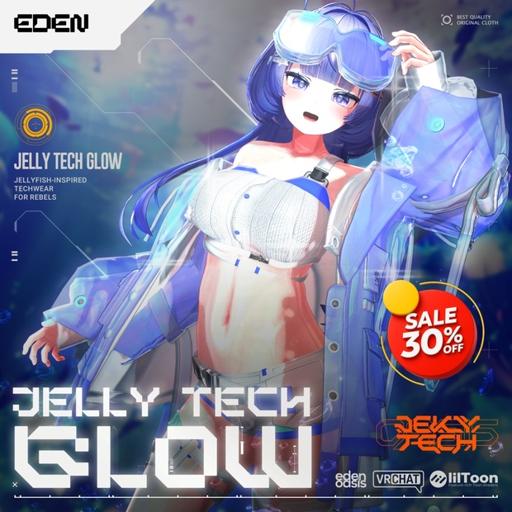 EDEN
BEST QUALITY
ORIGINAL CLOTH
JELLY TECH GLOW
JELLYFISH-INSPIRED
TECHWEAR
FOR REBELS
SALE
30%
OFF
JELLY TECH
GLOW
TECH
eden
oasis
VRCHAT
lilToon